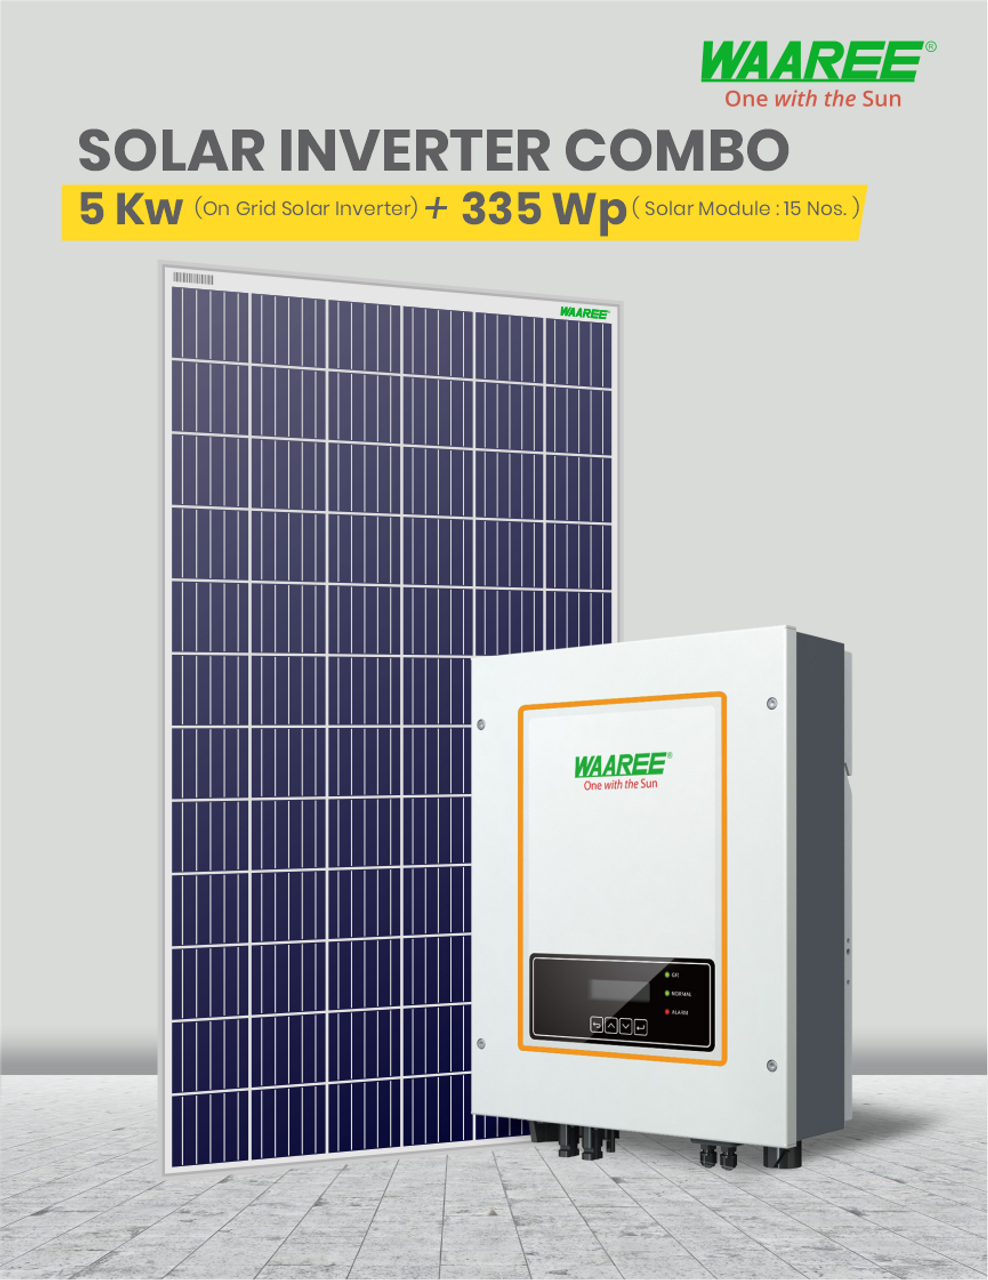 WAAREE®
One with the Sun
SOLAR INVERTER COMBO
5 Kw (On Grid Solar Inverter) + 335 Wp ( Solar Module : 15 Nos. )
WAAREE
WAAREE®
One with the Sun
GFI
NORMAL
ALARM